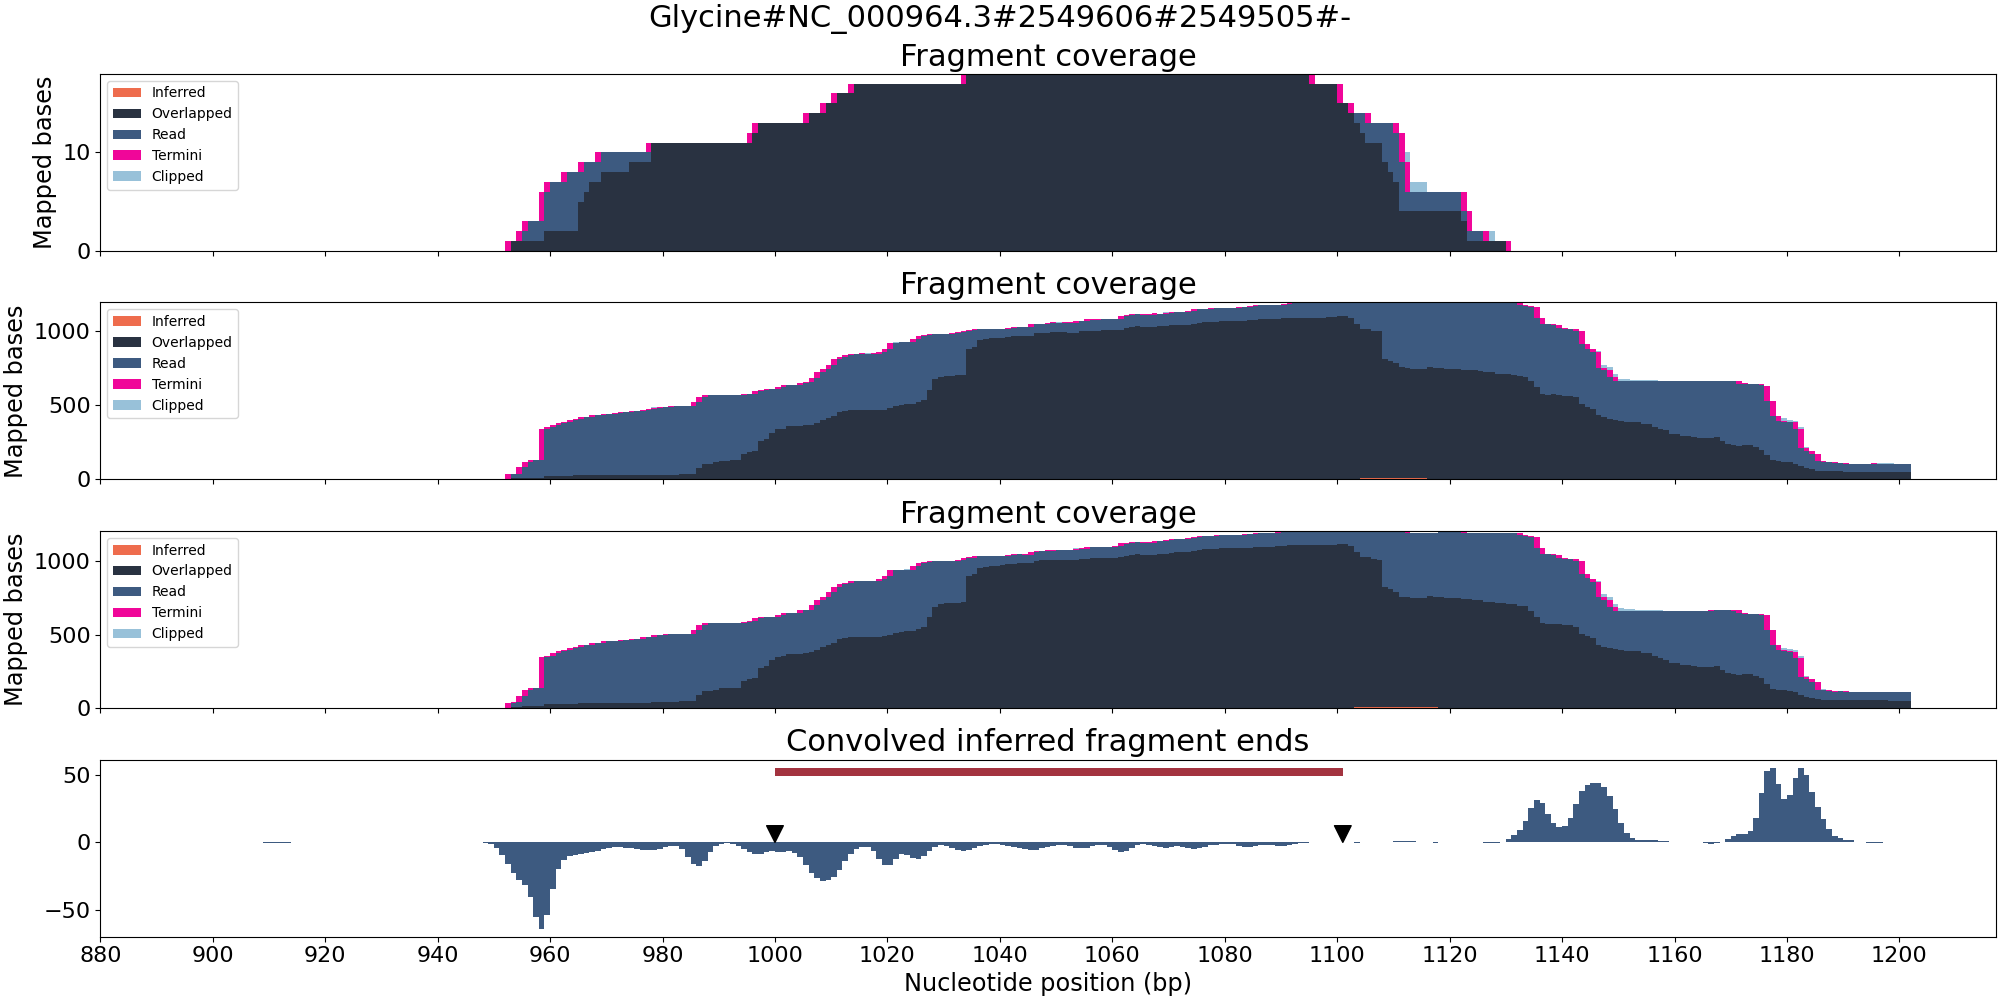 Glycine#NC_000964.3#2549606#2549505#-
Fragment coverage
Mapped bases
10
0
Inferred
Overlapped
Read
Termini
Clipped
Fragment coverage
Mapped bases
1000
500
0
Inferred
Overlapped
Read
Termini
Clipped
Fragment coverage
Mapped bases
1000
500
0
Inferred
Overlapped
Read
Termini
Clipped
Convolved inferred fragment ends
50
0
−50
880 900 920 940 960 980 1000 1020 1040 1060 1080 1100 1120 1140 1160 1180 1200
Nucleotide position (bp)